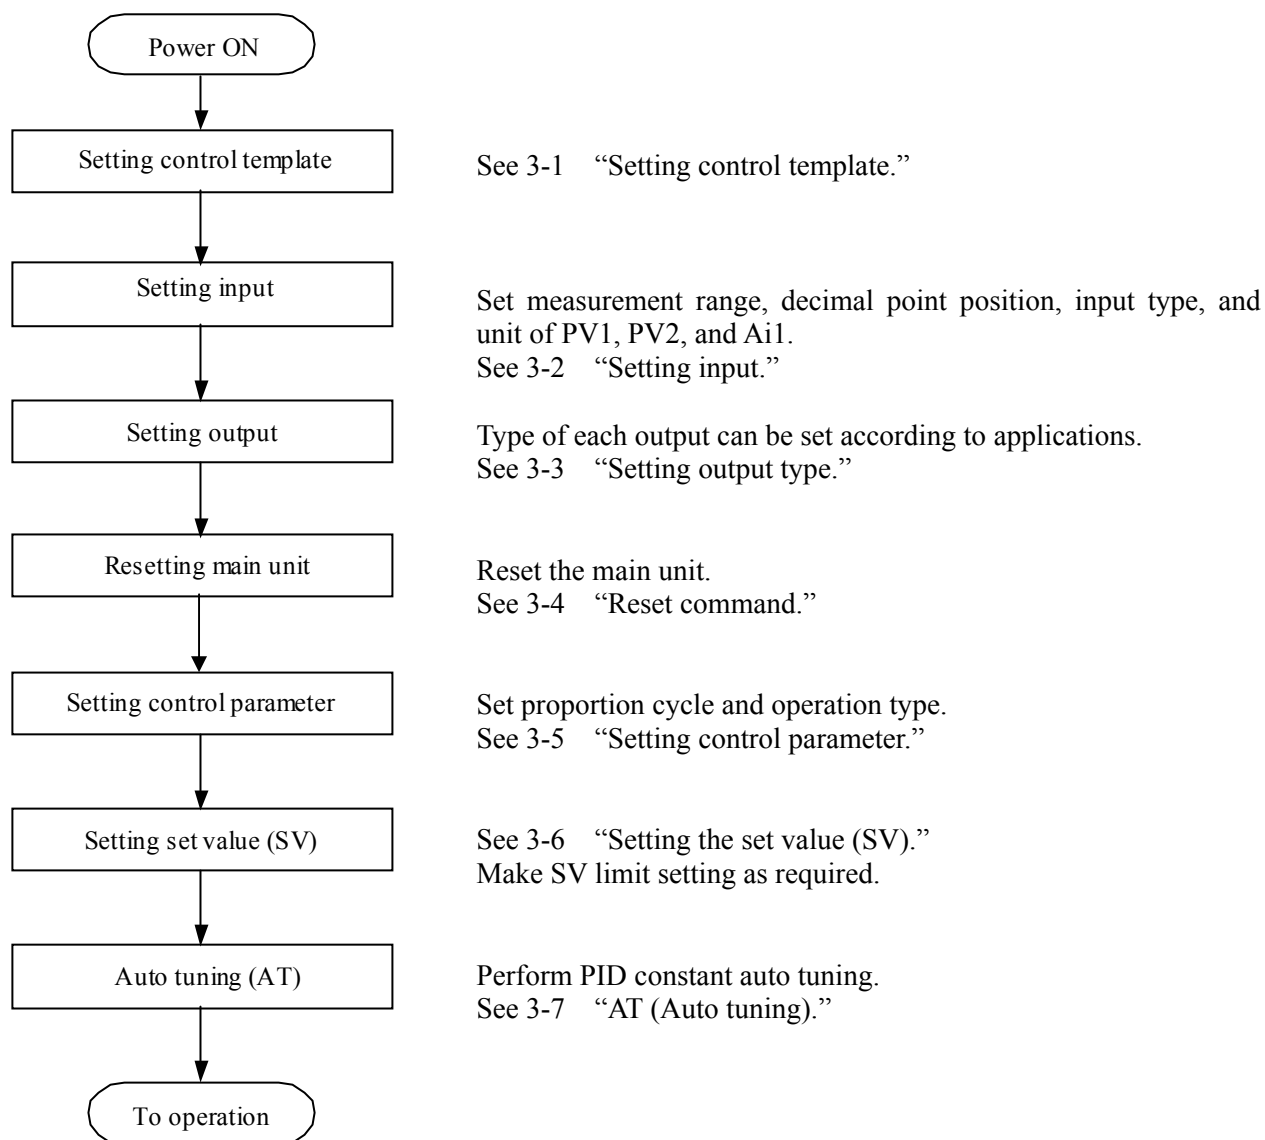 Power ON
Setting control template
See 3-1 “Setting control template.”
Setting input
Set measurement range, decimal point position, input type, and
unit of PV1, PV2, and Ai1.
See 3-2 “Setting input.”
Setting output
Type of each output can be set according to applications.
See 3-3 “Setting output type.”
Resetting main unit
Reset the main unit.
See 3-4 “Reset command.”
Setting control parameter
Set proportion cycle and operation type.
See 3-5 “Setting control parameter.”
Setting set value (SV)
See 3-6 “Setting the set value (SV).”
Make SV limit setting as required.
Auto tuning (AT)
Perform PID constant auto tuning.
See 3-7 “AT (Auto tuning).”
To operation